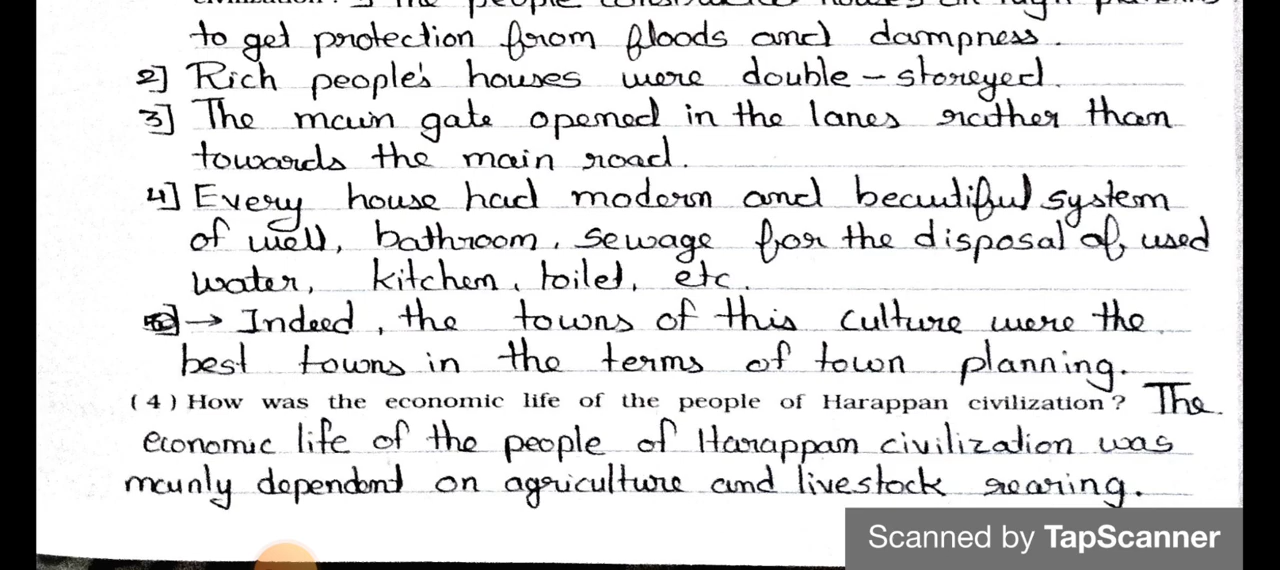 to get protection from floods and dampness.
2] Rich people's houses were double - storeyed.
3] The main gate opened in the lanes rather than
towards the main road.
4] Every house had modern and beautiful system
of well, bathroom, sewage for the disposal of used
water, kitchen, toilet, etc.
→ Indeed, the towns of this culture were the
best towns in the terms of town planning.
(4) How was the economic life of the people of Harappan civilization? The
economic life of the people of Harappan civilization was
mainly dependent on agriculture and livestock rearing.
Scanned by TapScanner